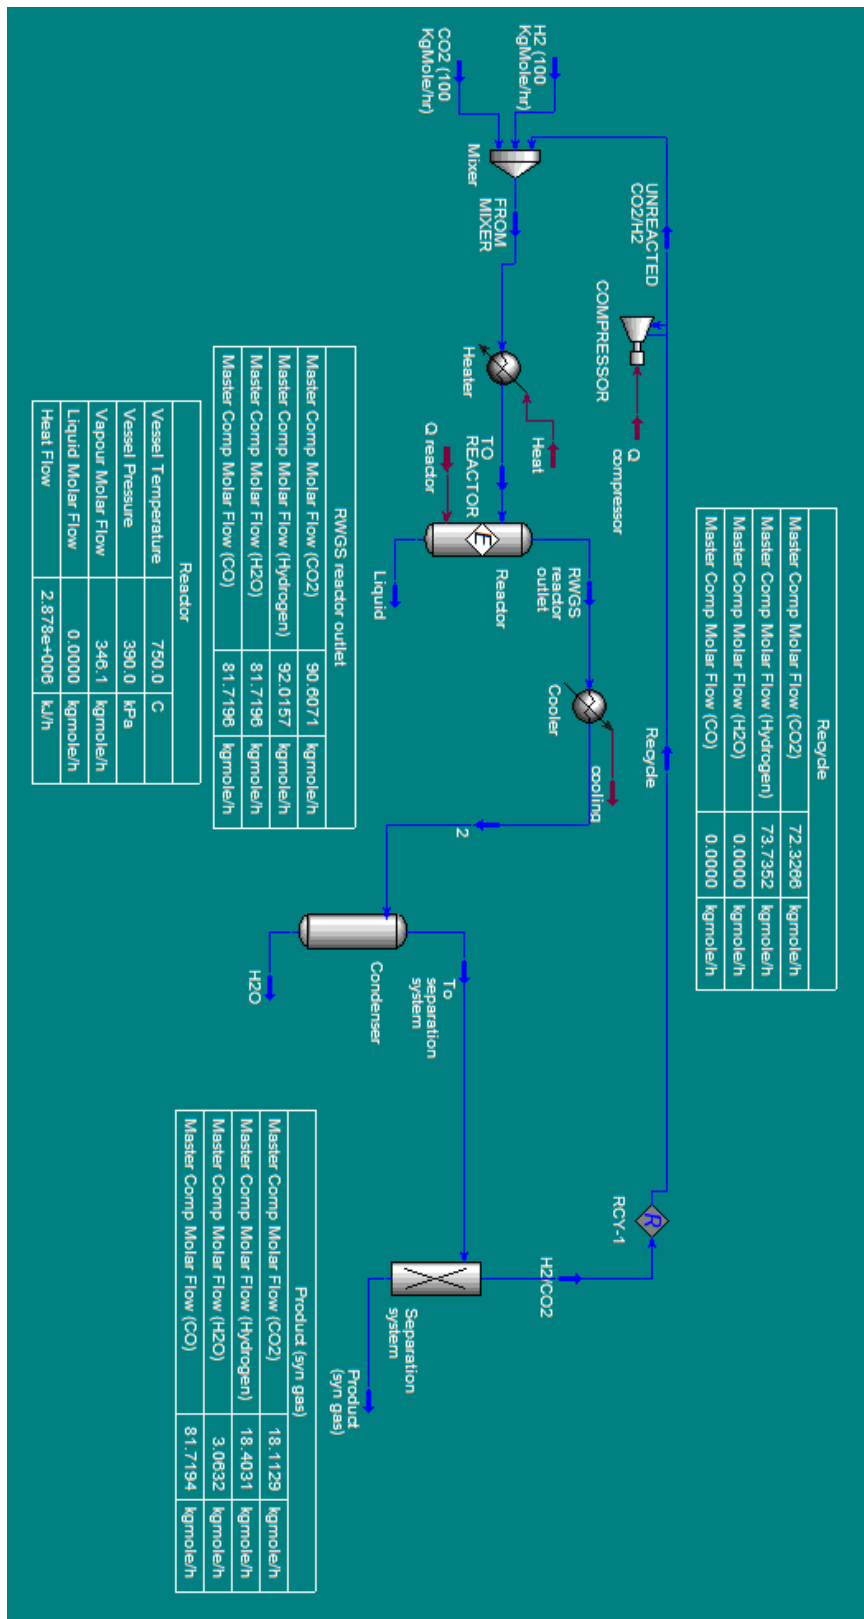 H2 (100
KgMole/hr)
CO2 (100
KgMole/hr)
Mixer
FROM
MIXER
UNREACTED
CO2/H2
COMPRESSOR
Q
compressor
Heater
Heat
TO
REACTOR
Q reactor
E
Reactor
Liquid
RWGS
reactor
outlet
Cooler
cooling
Recycle
2
Condenser
H2O
To
separation
system
R
RCY-1
H2/CO2
Separation
system
Product
(syn gas)
Recycle
Master Comp Molar Flow (CO2) 72.3266 kgmole/h
Master Comp Molar Flow (Hydrogen) 73.7352 kgmole/h
Master Comp Molar Flow (H2O) 0.0000 kgmole/h
Master Comp Molar Flow (CO) 0.0000 kgmole/h
RWGS reactor outlet
Master Comp Molar Flow (CO2) 90.6071 kgmole/h
Master Comp Molar Flow (Hydrogen) 92.0157 kgmole/h
Master Comp Molar Flow (H2O) 81.7196 kgmole/h
Master Comp Molar Flow (CO) 81.7196 kgmole/h
Reactor
Vessel Temperature 750.0 C
Vessel Pressure 390.0 kPa
Vapour Molar Flow 346.1 kgmole/h
Liquid Molar Flow 0.0000 kgmole/h
Heat Flow 2.878e+006 kJ/h
Product (syn gas)
Master Comp Molar Flow (CO2) 18.1129 kgmole/h
Master Comp Molar Flow (Hydrogen) 18.4031 kgmole/h
Master Comp Molar Flow (H2O) 3.0632 kgmole/h
Master Comp Molar Flow (CO) 81.7194 kgmole/h